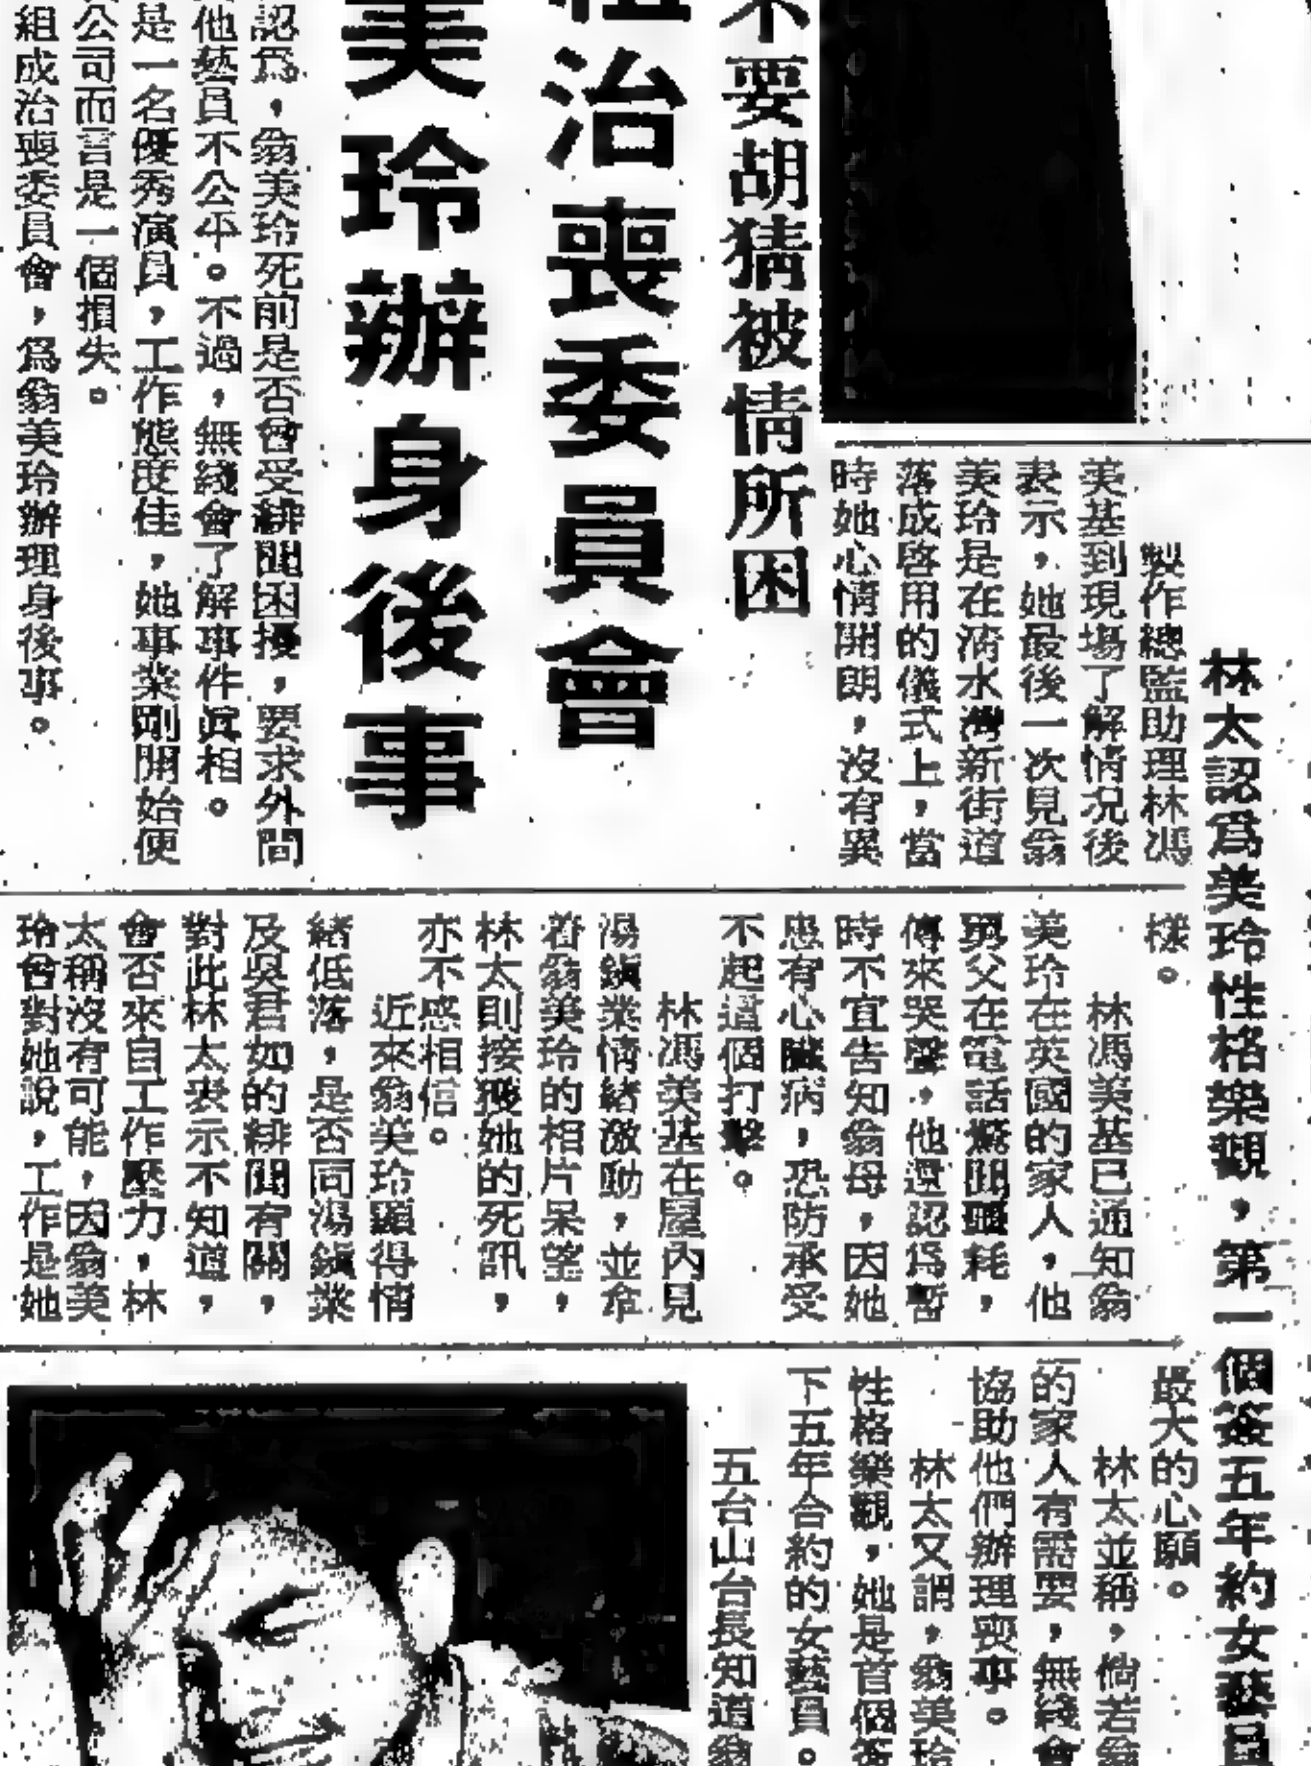 林太認爲美玲性格樂觀，第一個簽五年約女藝員
製作總監助理林馮
美基到現場了解情況後
表示，她最後一次見翁
美玲是在清水灣新街道
落成啓用的儀式上，當
時她心情開朗，沒有異
樣。
林馮美基已通知翁
美玲在英國的家人，他
舅父在電話驚聞噩耗，
傳來哭聲，他還認爲暫
時不宜告知翁母，因她
患有心臟病，恐防承受
不起這個打擊。
林馮美基在屋內見
湯鎮業情緒激動，並拿
着翁美玲的相片呆望，
林太則接獲她的死訊，
亦不感相信。
近來翁美玲顯得情
緒低落，是否同湯鎮業
及吳君如的緋聞有關，
對此林太表示不知道，
會否來自工作壓力，林
太稱沒有可能，因翁美
玲曾對她說，工作是她
最大的心願。
林太並稱，倘若翁
的家人有需要，無綫會
協助他們辦理喪事。
林太又謂，翁美玲
性格樂觀，她是首個簽
下五年合約的女藝員。
五台山台長知道翁
不要胡猜被情所困
治喪委員會
美玲辦身後事
認爲，翁美玲死前是否曾受緋聞困擾，要求外間
他藝員不公平。不過，無綫會了解事件眞相。
是一名優秀演員，工作態度佳，她事業剛開始便
公司而言是一個損失。
組成治喪委員會，爲翁美玲辦理身後事。